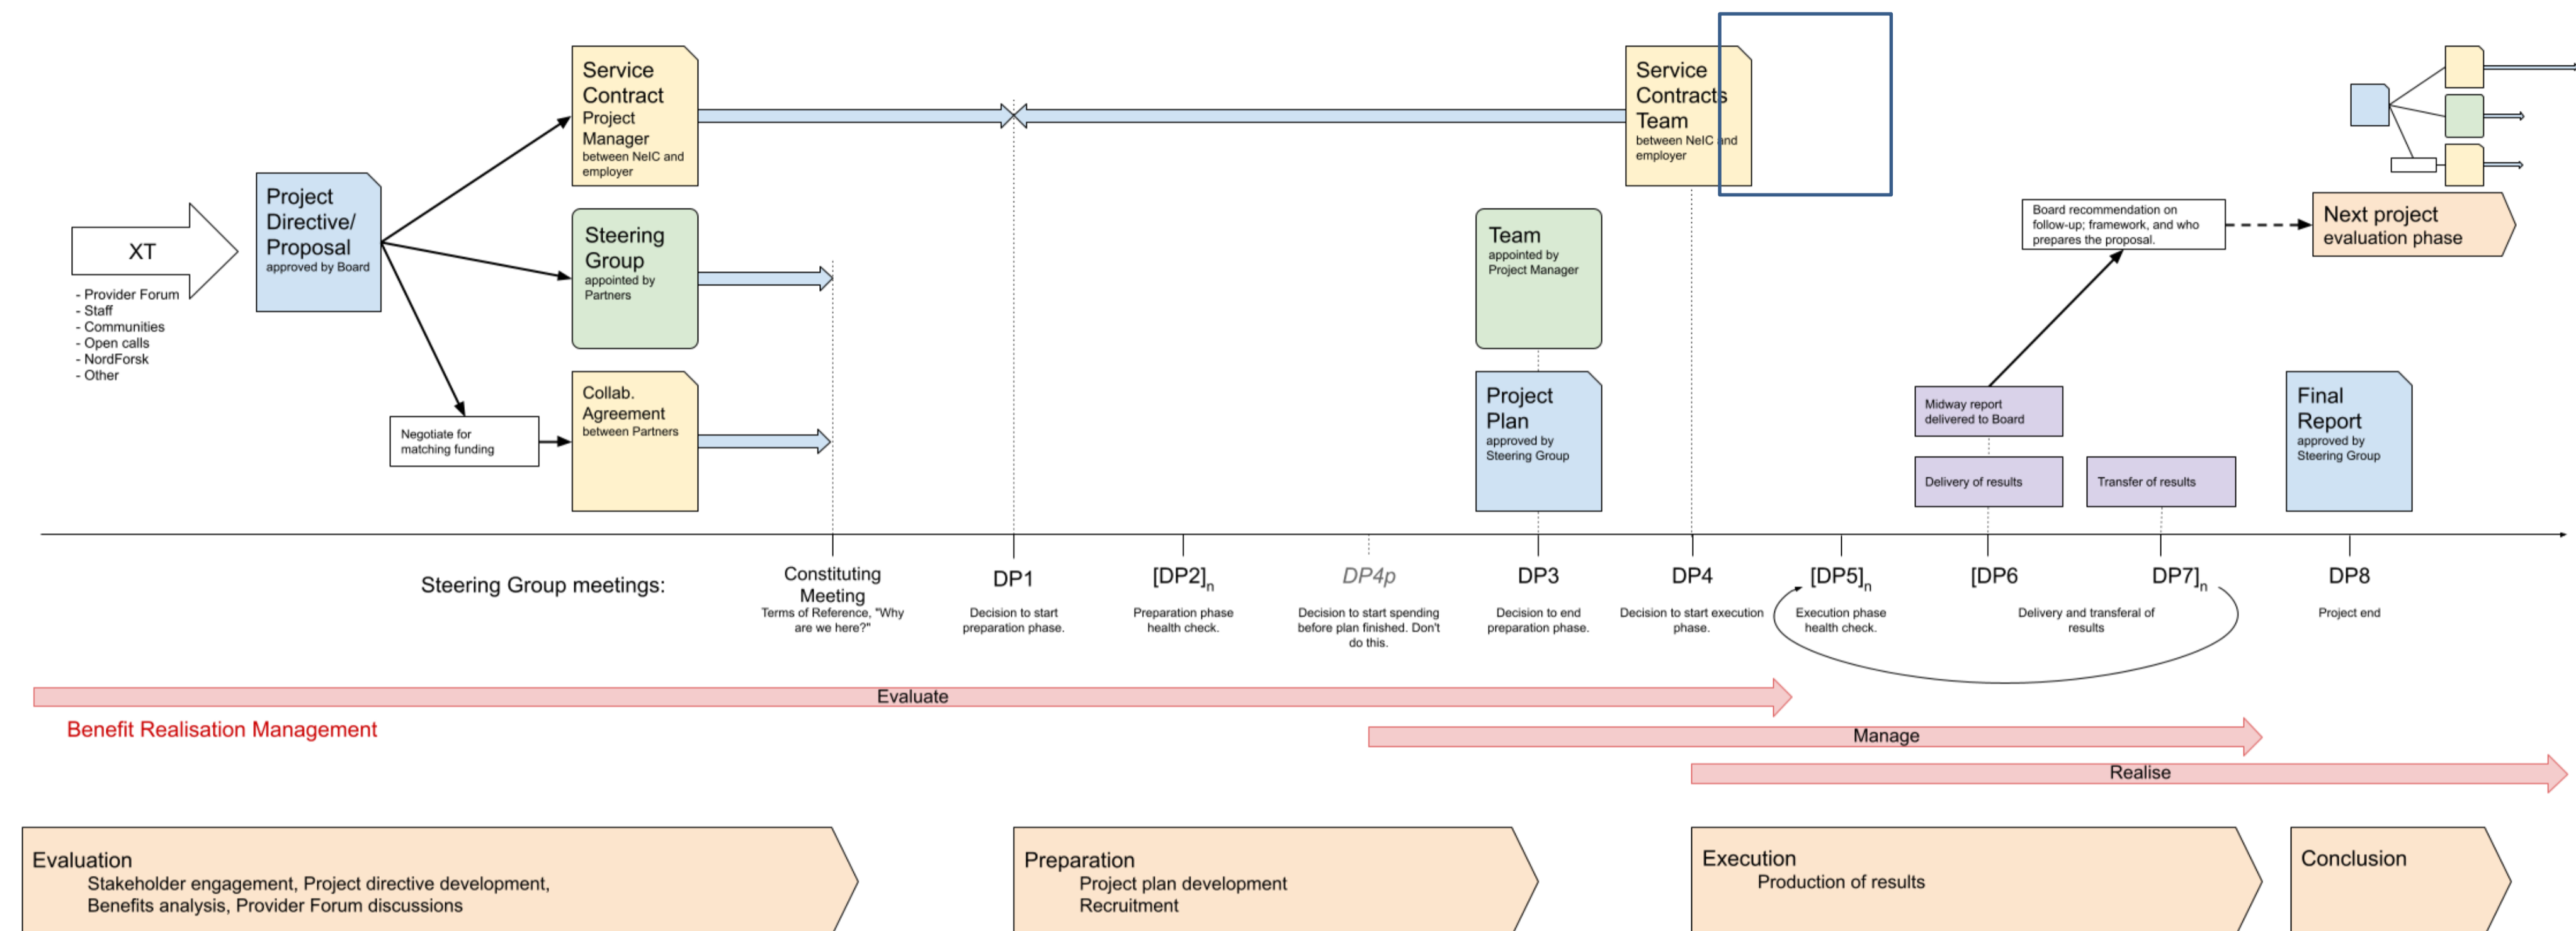 XT
- Provider Forum
- Staff
- Communities
- Open calls
- NordForsk
- Other
Project
Directive/
Proposal
approved by Board
Service
Contract
Project
Manager
between NeIC and
employer
Steering
Group
appointed by
Partners
Negotiate for
matching funding
Collab.
Agreement
between Partners
Service
Contracts
Team
between NeIC and
employer
Team
appointed by
Project Manager
Project
Plan
approved by
Steering Group
Board recommendation on
follow-up; framework, and who
prepares the proposal.
Next project
evaluation phase
Midway report
delivered to Board
Delivery of results
Transfer of results
Final
Report
approved by
Steering Group
Steering Group meetings:
Constituting
Meeting
Terms of Reference, "Why
are we here?"
DP1
Decision to start
preparation phase.
[DP2]n
Preparation phase
health check.
DP4p
Decision to start spending
before plan finished. Don't
do this.
DP3
Decision to end
preparation phase.
DP4
Decision to start execution
phase.
[DP5]n
Execution phase
health check.
[DP6
DP7]n
Delivery and transferal of
results
DP8
Project end
Evaluate
Benefit Realisation Management
Manage
Realise
Evaluation
Stakeholder engagement, Project directive development,
Benefits analysis, Provider Forum discussions
Preparation
Project plan development
Recruitment
Execution
Production of results
Conclusion